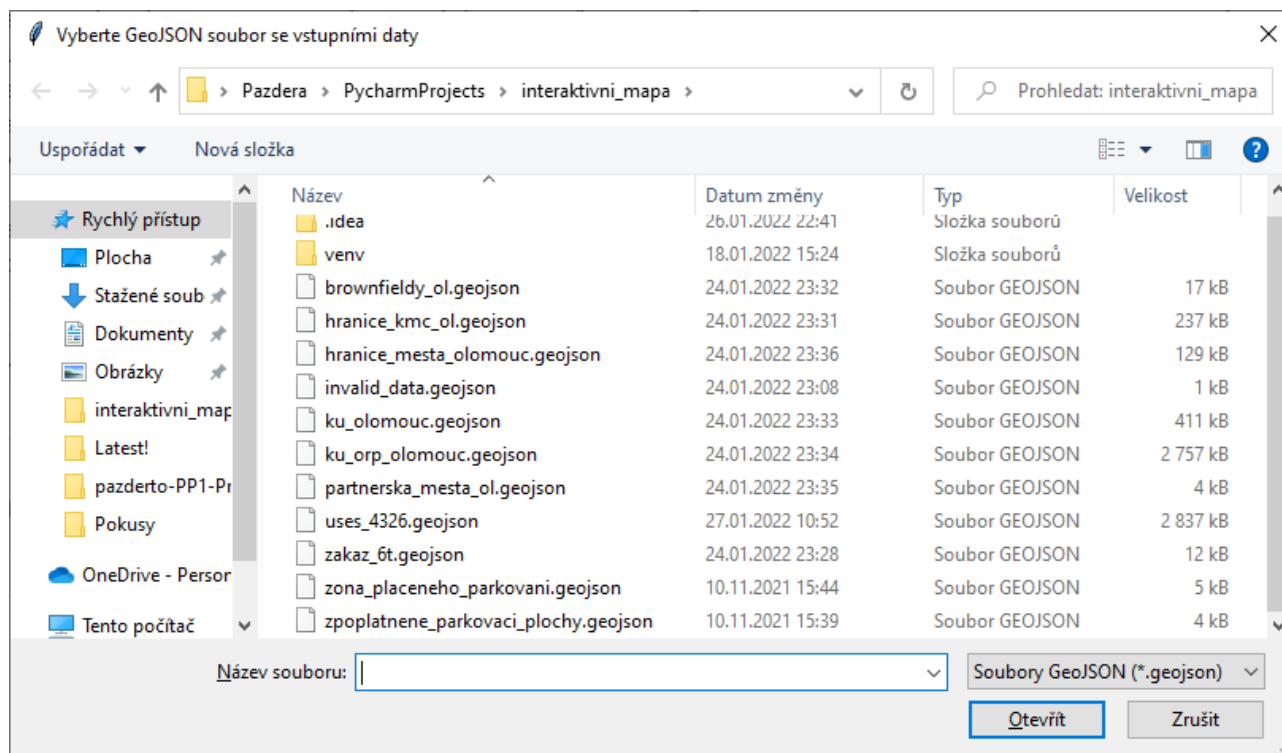 Vyberte GeoJSON soubor se vstupními daty
Pazdera > PycharmProjects > interaktivni_mapa >
Prohledat: interaktivni_mapa
Uspořádat
Nová složka
Název Datum změny Typ Velikost
Rychlý přístup
Plocha
Stažené soub
Dokumenty
Obrázky
interaktivni_map
Latest!
pazderto-PP1-Pr
Pokusy
OneDrive - Person
Tento počítač
.idea 26.01.2022 22:41 Složka souborů
venv 18.01.2022 15:24 Složka souborů
brownfieldy_ol.geojson 24.01.2022 23:32 Soubor GEOJSON 17 kB
hranice_kmc_ol.geojson 24.01.2022 23:31 Soubor GEOJSON 237 kB
hranice_mesta_olomouc.geojson 24.01.2022 23:36 Soubor GEOJSON 129 kB
invalid_data.geojson 24.01.2022 23:08 Soubor GEOJSON 1 kB
ku_olomouc.geojson 24.01.2022 23:33 Soubor GEOJSON 411 kB
ku_orp_olomouc.geojson 24.01.2022 23:34 Soubor GEOJSON 2 757 kB
partnerska_mesta_ol.geojson 24.01.2022 23:35 Soubor GEOJSON 4 kB
uses_4326.geojson 27.01.2022 10:52 Soubor GEOJSON 2 837 kB
zakaz_6t.geojson 24.01.2022 23:28 Soubor GEOJSON 12 kB
zona_placeneho_parkovani.geojson 10.11.2021 15:44 Soubor GEOJSON 5 kB
zpoplatnene_parkovaci_plochy.geojson 10.11.2021 15:39 Soubor GEOJSON 4 kB
Název souboru:
Soubory GeoJSON (*.geojson)
Otevřít
Zrušit